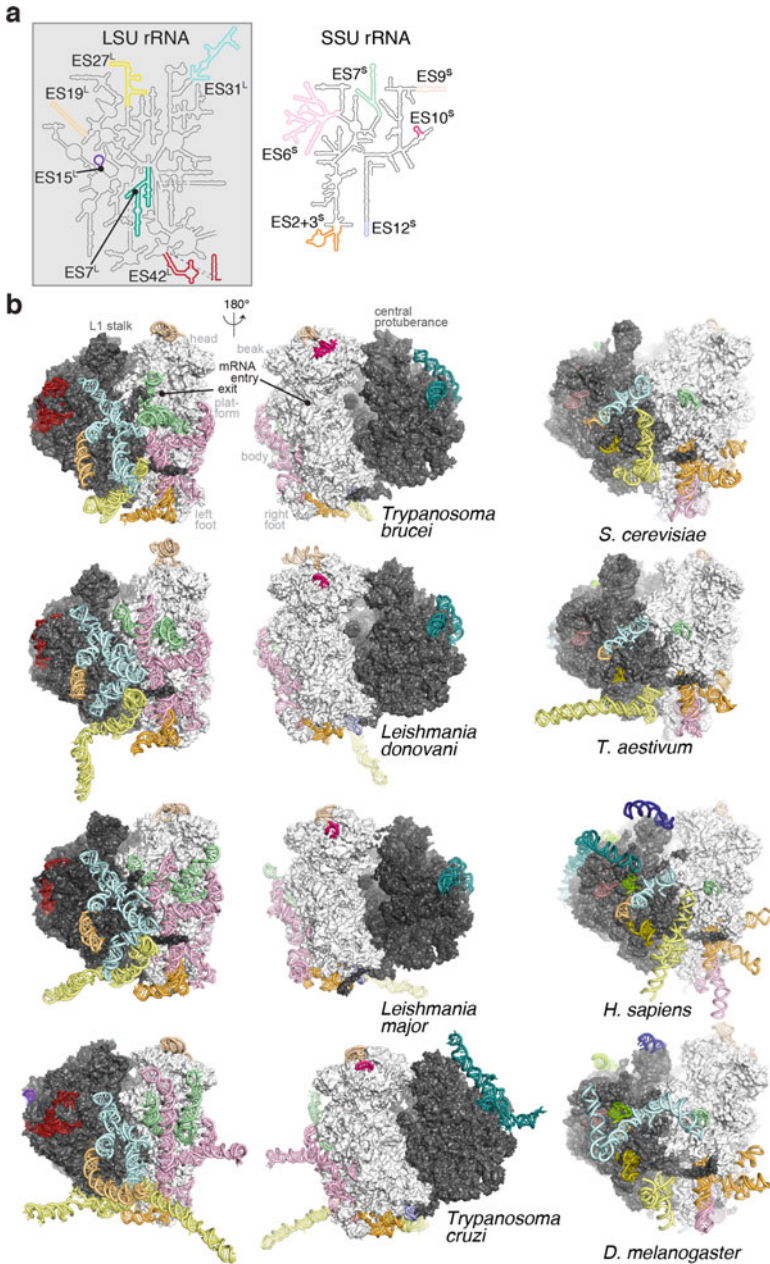 a
LSU rRNA
SSU rRNA
ES27L
ES31L
ES19L
ES15L
ES7L
ES42L
ES7S
ES9S
ES10S
ES6S
ES2+3S
ES12S
b
180°
L1 stalk
head
beak
central
protuberance
mRNA
entry
exit
plat-
form
body
left
foot
right
foot
Trypanosoma
brucei
S. cerevisiae
Leishmania
donovani
T. aestivum
Leishmania
major
H. sapiens
Trypanosoma
cruzi
D. melanogaster